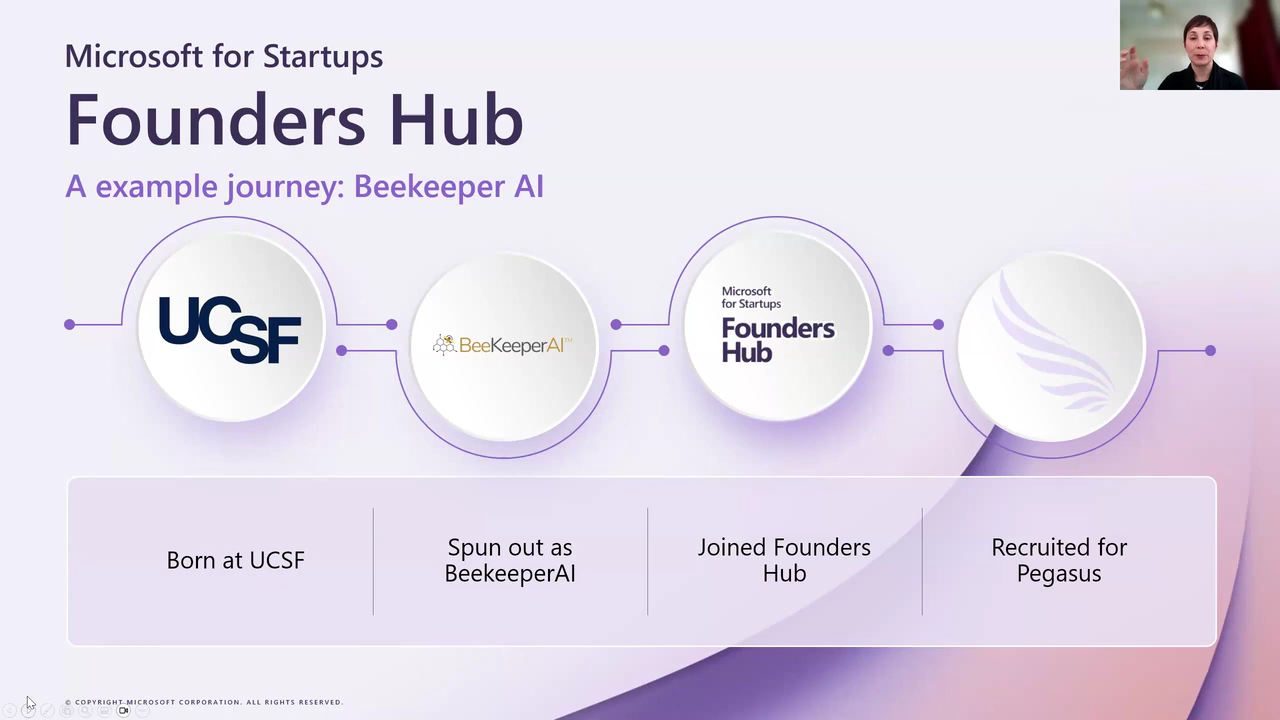 Microsoft for Startups
Founders Hub
A example journey: Beekeeper AI
UCSF
BeeKeeperAI™
Microsoft
for Startups
Founders
Hub
Born at UCSF
Spun out as
BeekeeperAI
Joined Founders
Hub
Recruited for
Pegasus
© COPYRIGHT MICROSOFT CORPORATION. ALL RIGHTS RESERVED.